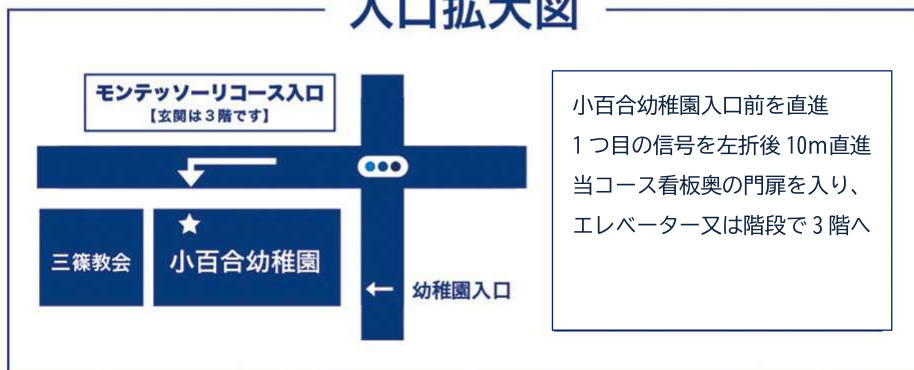 入口拡大図
モンテッソーリコース入口
【玄関は3階です】
三篠教会
小百合幼稚園
幼稚園入口
小百合幼稚園入口前を直進
1つ目の信号を左折後10m直進
当コース看板奥の門扉を入り、
エレベーター又は階段で3階へ